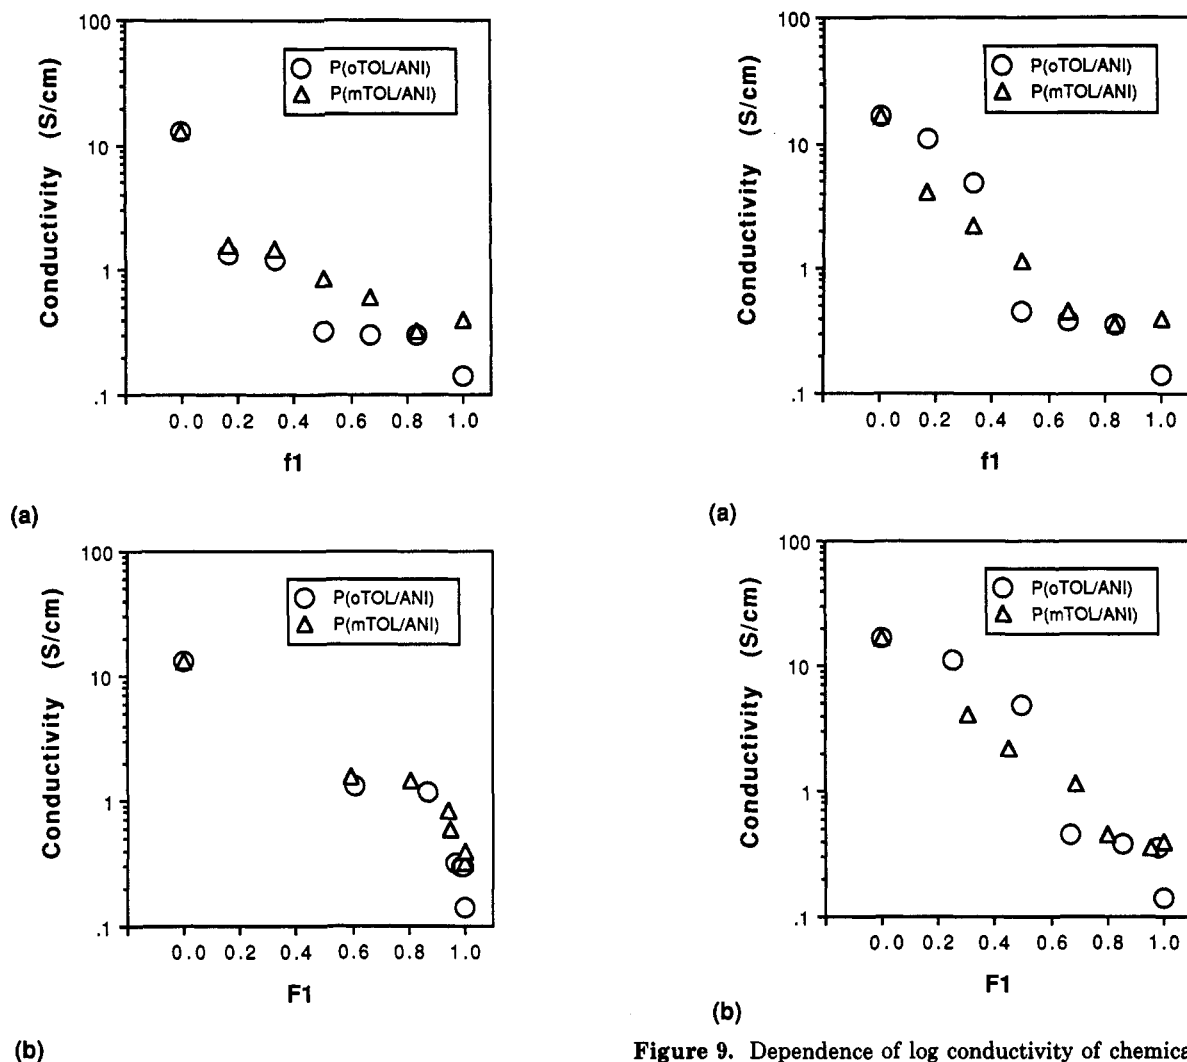 100
10
1
.1
Conductivity (S/cm)
P(oTOL/ANI)
P(mTOL/ANI)
0.0 0.2 0.4 0.6 0.8 1.0
f1
(a)
100
10
1
.1
Conductivity (S/cm)
P(oTOL/ANI)
P(mTOL/ANI)
0.0 0.2 0.4 0.6 0.8 1.0
F1
(b)
100
10
1
.1
Conductivity (S/cm)
P(oTOL/ANI)
P(mTOL/ANI)
0.0 0.2 0.4 0.6 0.8 1.0
f1
(a)
100
10
1
.1
Conductivity (S/cm)
P(oTOL/ANI)
P(mTOL/ANI)
0.0 0.2 0.4 0.6 0.8 1.0
F1
(b)
Figure 9. Dependence of log conductivity of chemica